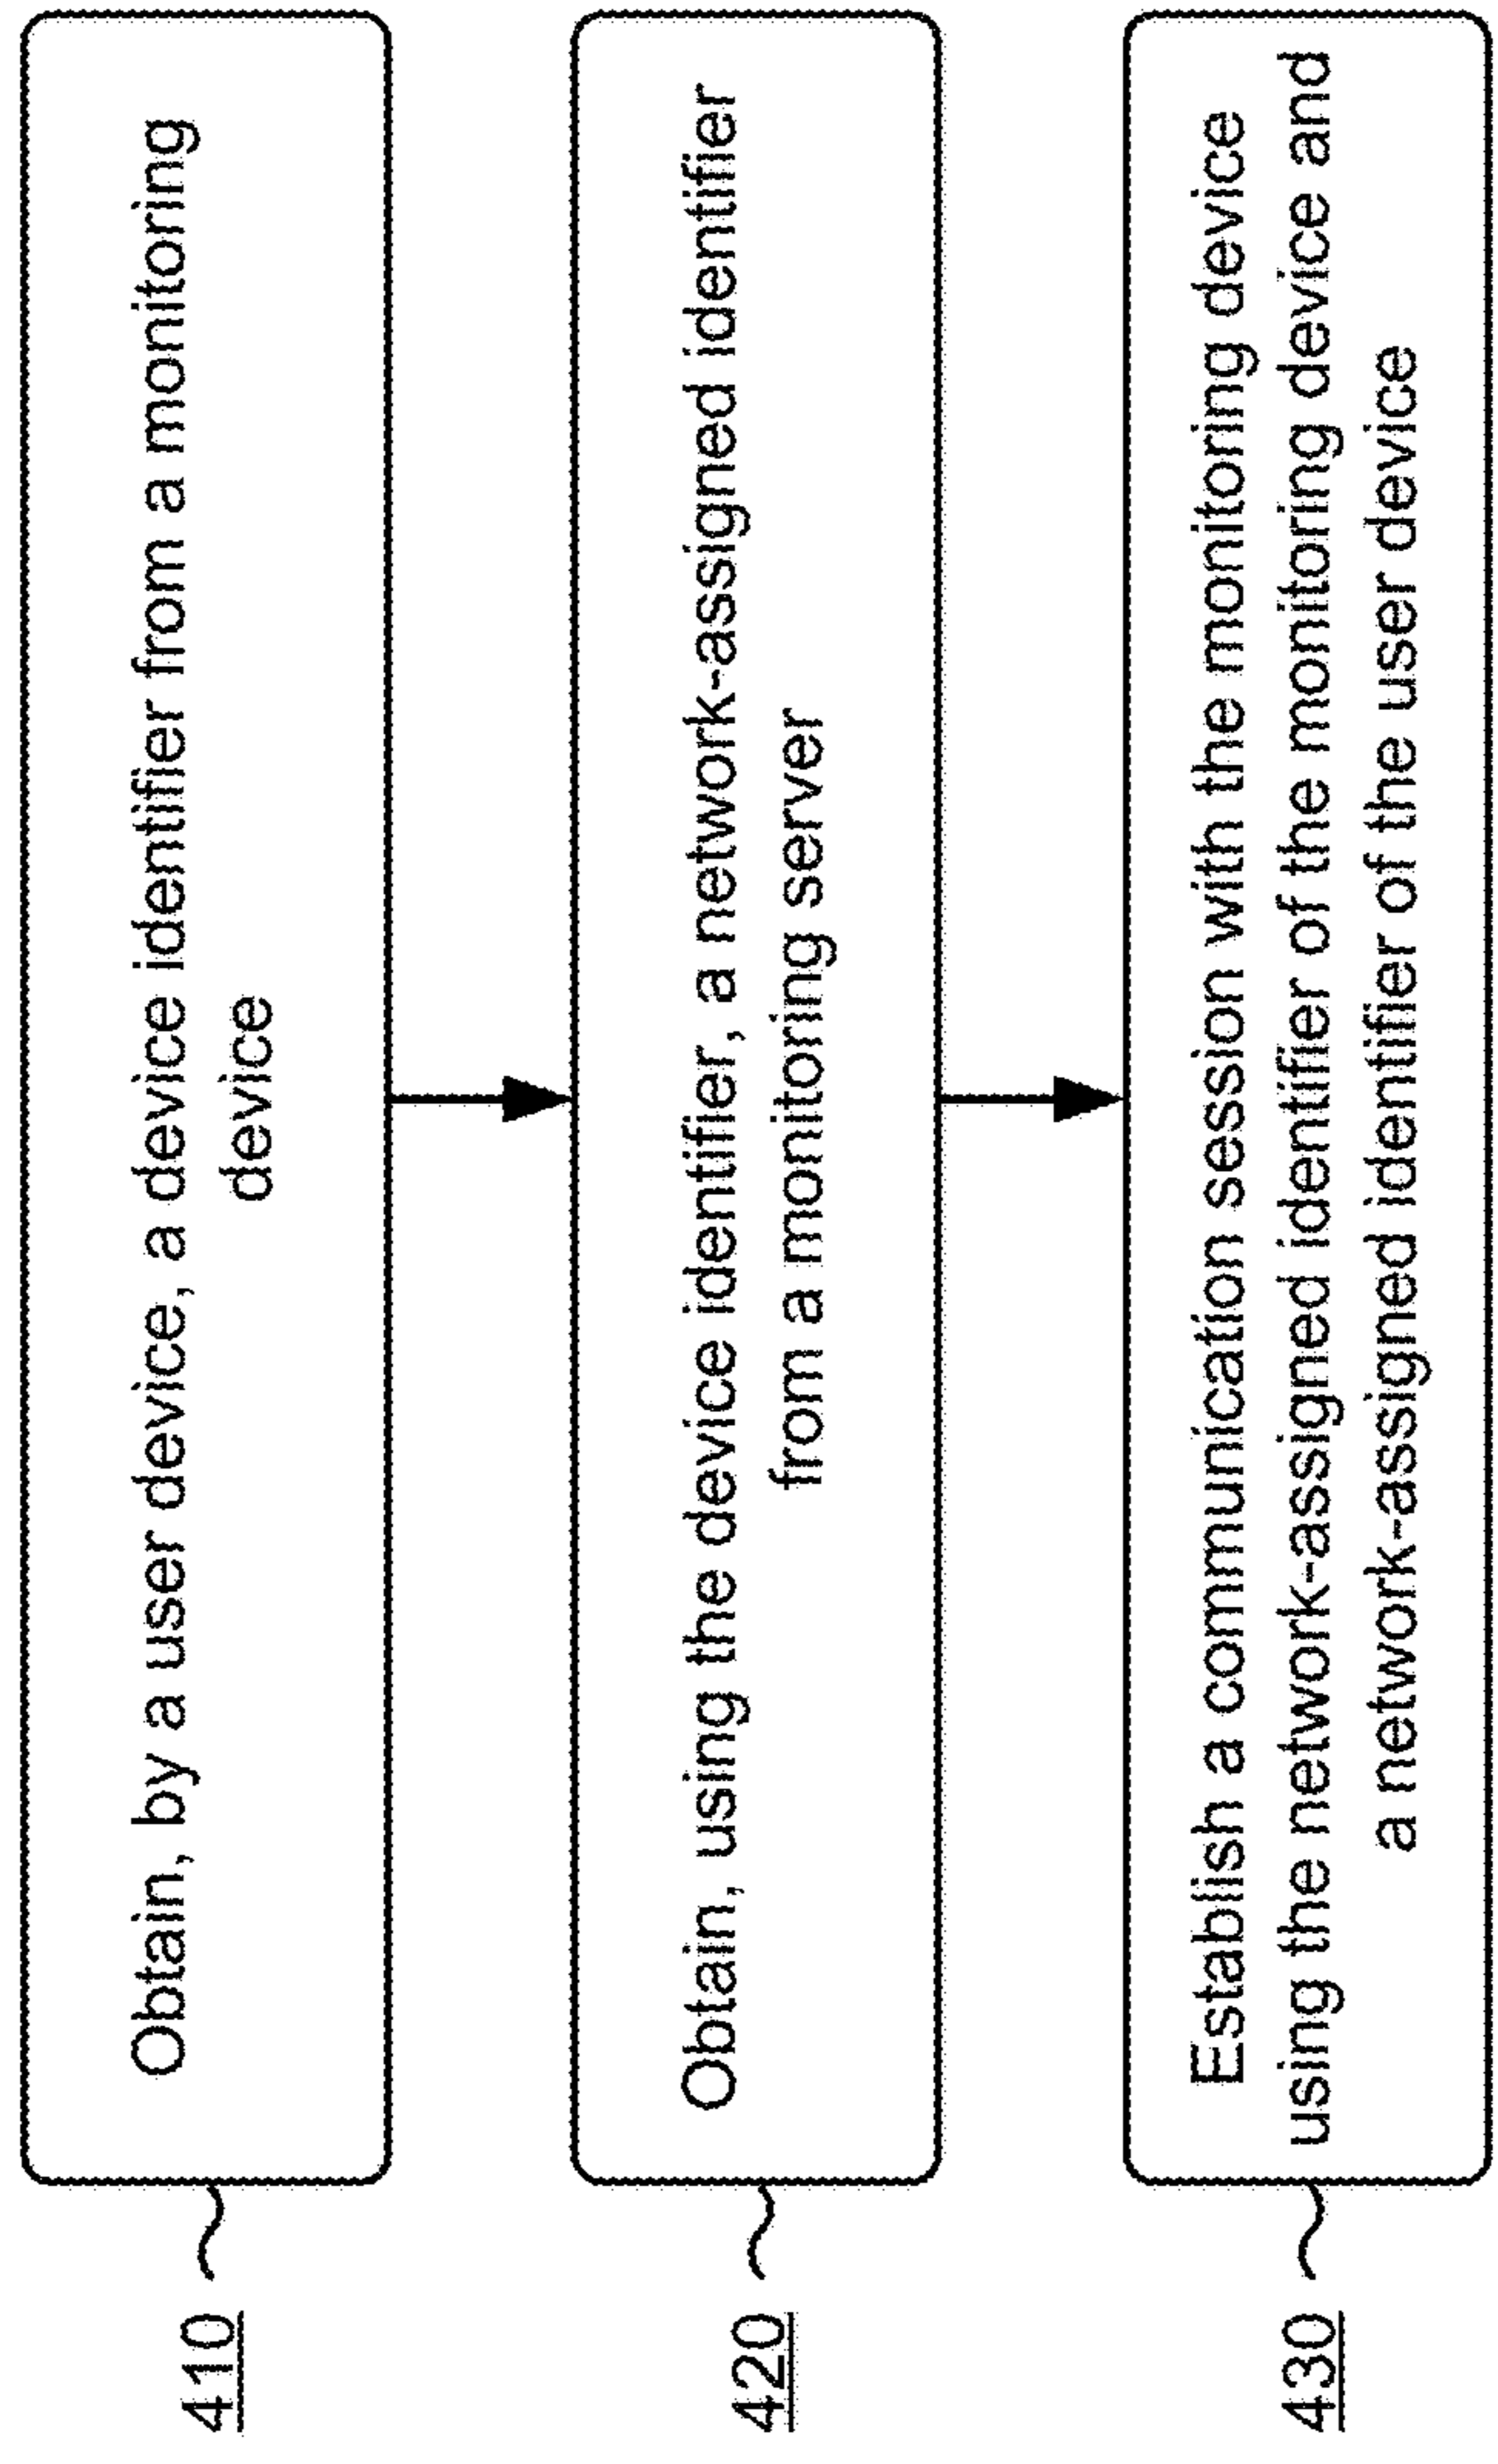 410
Obtain, by a user device, a device identifier from a monitoring
device
420
Obtain, using the device identifier, a network-assigned identifier
from a monitoring server
430
Establish a communication session with the monitoring device
using the network-assigned identifier of the monitoring device and
a network-assigned identifier of the user device